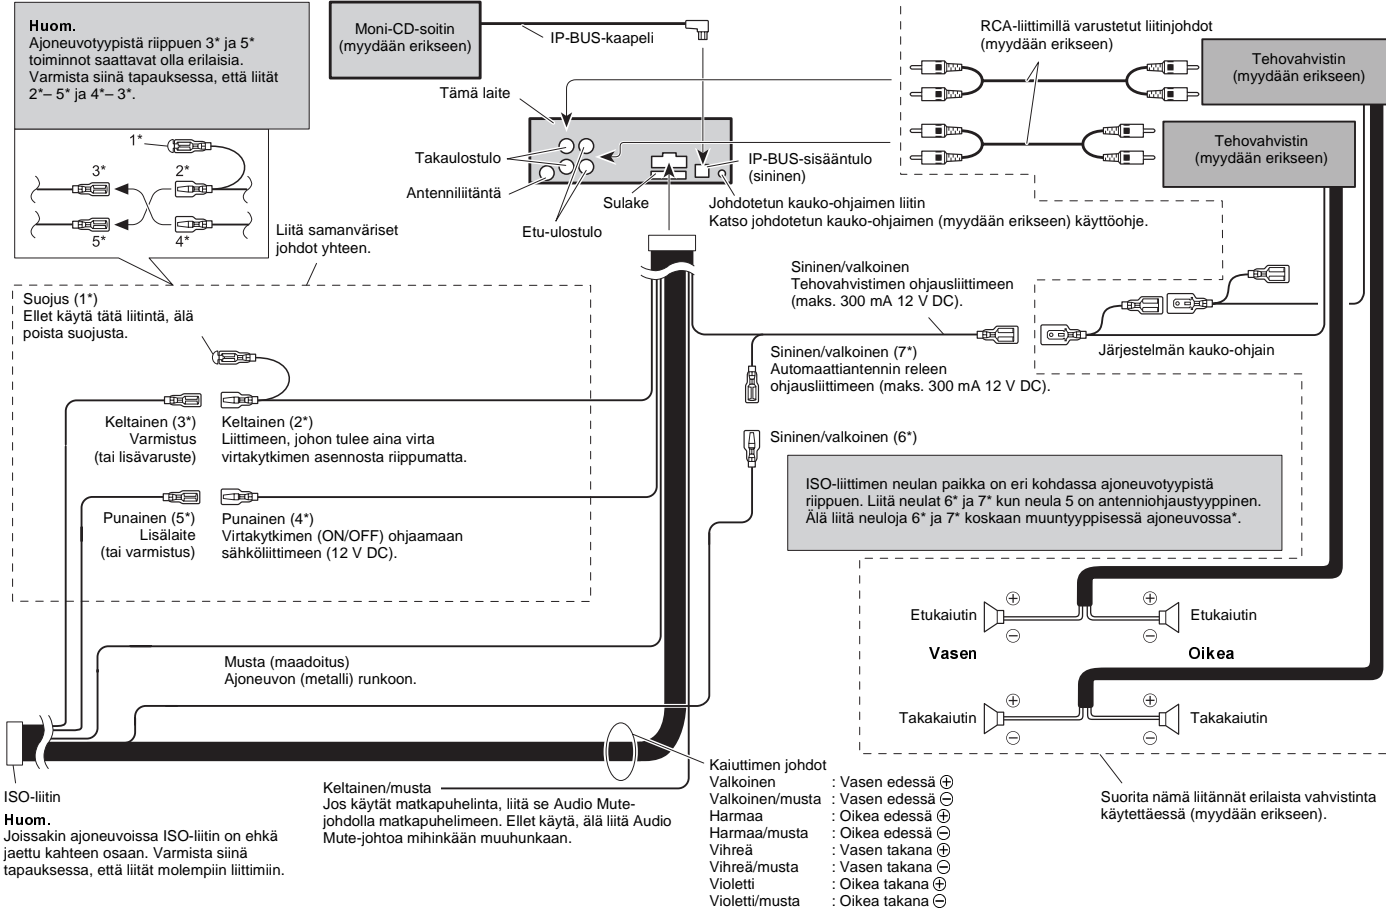 Huom.
Ajoneuvotyypistä riippuen 3* ja 5*
toiminnot saattavat olla erilaisia.
Varmista siinä tapauksessa, että liität
2*– 5* ja 4*– 3*.
Moni-CD-soitin
(myydään erikseen)
IP-BUS-kaapeli
RCA-liittimillä varustetut liitinjohdot
(myydään erikseen)
Tehovahvistin
(myydään erikseen)
Tehovahvistin
(myydään erikseen)
Tämä laite
Takaulostulo
Antenniliitäntä
Etu-ulostulo
Sulake
IP-BUS-sisääntulo
(sininen)
Johdotetun kauko-ohjaimen liitin
Katso johdotetun kauko-ohjaimen (myydään erikseen) käyttöohje.
1*
3*
2*
5*
4*
Liitä samanväriset
johdot yhteen.
Sininen/valkoinen
Tehovahvistimen ohjausliittimeen
(maks. 300 mA 12 V DC).
Järjestelmän kauko-ohjain
Suojus (1*)
Ellet käytä tätä liitintä, älä
poista suojusta.
Sininen/valkoinen (7*)
Automaattiantennin releen
ohjausliittimeen (maks. 300 mA 12 V DC).
Keltainen (3*)
Varmistus
(tai lisävaruste)
Keltainen (2*)
Liittimeen, johon tulee aina virta
virtakytkimen asennosta riippumatta.
Sininen/valkoinen (6*)
ISO-liittimen neulan paikka on eri kohdassa ajoneuvotyypistä
riippuen. Liitä neulat 6* ja 7* kun neula 5 on antenniohjaustyyppinen.
Älä liitä neuloja 6* ja 7* koskaan muuntyyppisessä ajoneuvossa*.
Punainen (5*)
Lisälaite
(tai varmistus)
Punainen (4*)
Virtakytkimen (ON/OFF) ohjaamaan
sähköliittimeen (12 V DC).
Etukaiutin
+
−
+
−
Etukaiutin
Vasen
Oikea
Takakaiutin
+
−
+
−
Takakaiutin
Musta (maadoitus)
Ajoneuvon (metalli) runkoon.
ISO-liitin
Huom.
Joissakin ajoneuvoissa ISO-liitin on ehkä
jaettu kahteen osaan. Varmista siinä
tapauksessa, että liität molempiin liittimiin.
Keltainen/musta
Jos käytät matkapuhelinta, liitä se Audio Mute-
johdolla matkapuhelimeen. Ellet käytä, älä liitä Audio
Mute-johtoa mihinkään muuhunkaan.
Kaiuttimen johdot
Valkoinen : Vasen edessä ⊕
Valkoinen/musta : Vasen edessä ⊖
Harmaa : Oikea edessä ⊕
Harmaa/musta : Oikea edessä ⊖
Vihreä : Vasen takana ⊕
Vihreä/musta : Vasen takana ⊖
Violetti : Oikea takana ⊕
Violetti/musta : Oikea takana ⊖
Suorita nämä liitännät erilaista vahvistinta
käytettäessä (myydään erikseen).